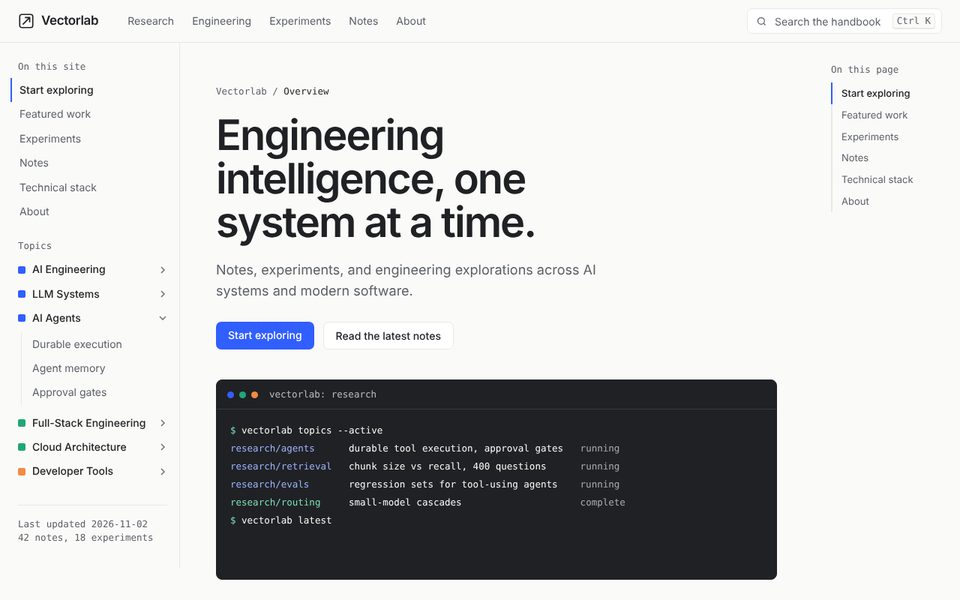 Vectorlab
Research
Engineering
Experiments
Notes
About
Search the handbook
Ctrl K
On this site
Start exploring
Featured work
Experiments
Notes
Technical stack
About
Topics
AI Engineering
LLM Systems
AI Agents
Durable execution
Agent memory
Approval gates
Full-Stack Engineering
Cloud Architecture
Developer Tools
Last updated 2026-11-02
42 notes, 18 experiments
Vectorlab / Overview
Engineering
intelligence, one
system at a time.
Notes, experiments, and engineering explorations across AI
systems and modern software.
Start exploring
Read the latest notes
vectorlab: research
$ vectorlab topics --active
research/agents durable tool execution, approval gates running
research/retrieval chunk size vs recall, 400 questions running
research/evals regression sets for tool-using agents running
research/routing small-model cascades complete
$ vectorlab latest
On this page
Start exploring
Featured work
Experiments
Notes
Technical stack
About